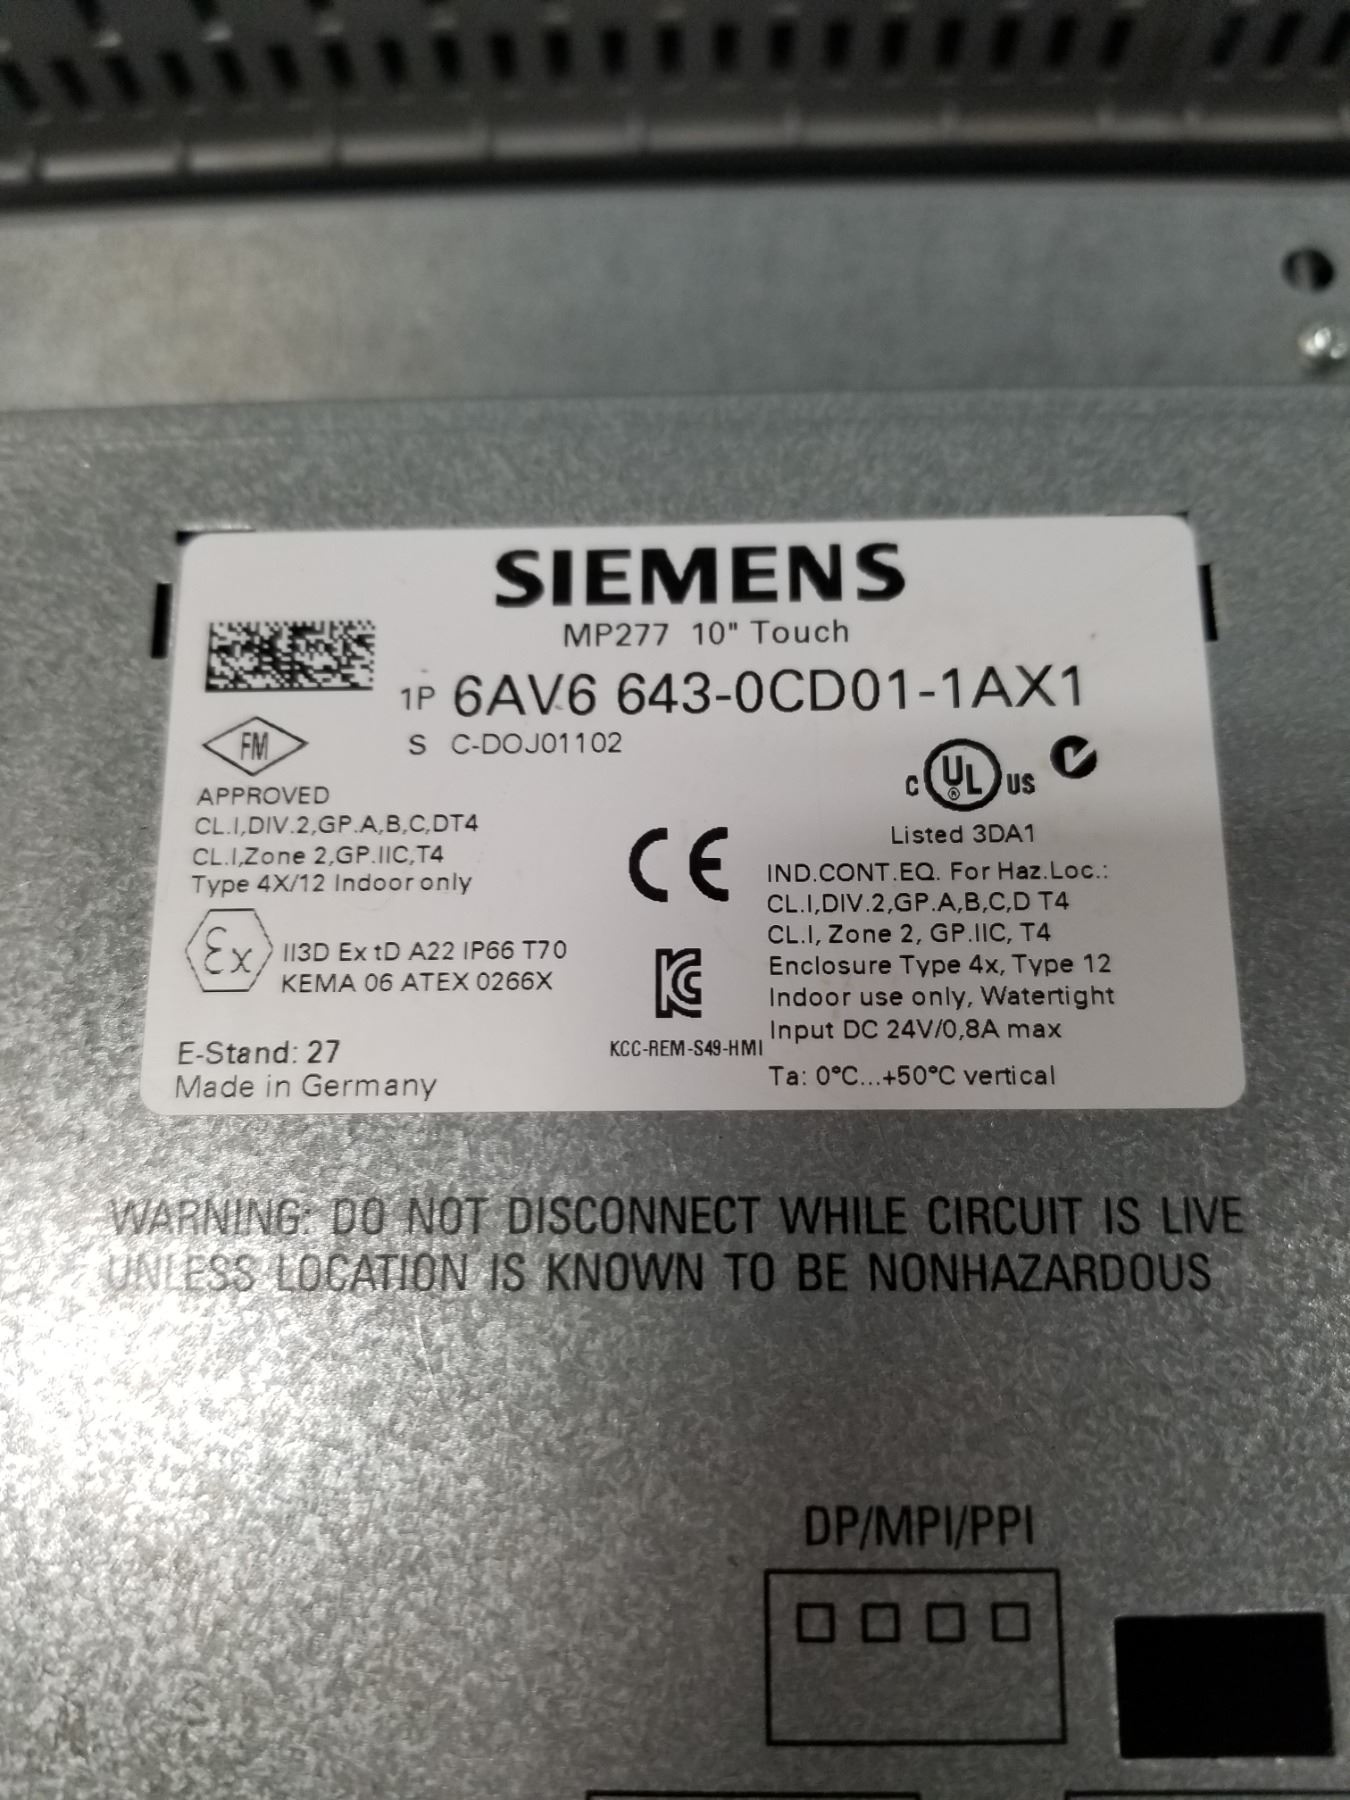 SIEMENS
MP277 10" Touch
1P 6AV6 643-0CD01-1AX1
S C-DOJ01102
FM
APPROVED
CL.I,DIV.2,GP.A,B,C,DT4
CL.I,Zone 2,GP.IIC,T4
Type 4X/12 Indoor only
Ex II3D Ex tD A22 IP66 T70
KEMA 06 ATEX 0266X
E-Stand: 27
Made in Germany
CE
KC
KCC-REM-S49-HMI
C UL ® US
Listed 3DA1
IND.CONT.EQ. For Haz.Loc.:
CL.I,DIV.2,GP.A,B,C,D T4
CL.I, Zone 2, GP.IIC, T4
Enclosure Type 4x, Type 12
Indoor use only, Watertight
Input DC 24V/0,8A max
Ta: 0°C...+50°C vertical
WARNING: DO NOT DISCONNECT WHILE CIRCUIT IS LIVE
UNLESS LOCATION IS KNOWN TO BE NONHAZARDOUS
DP/MPI/PPI